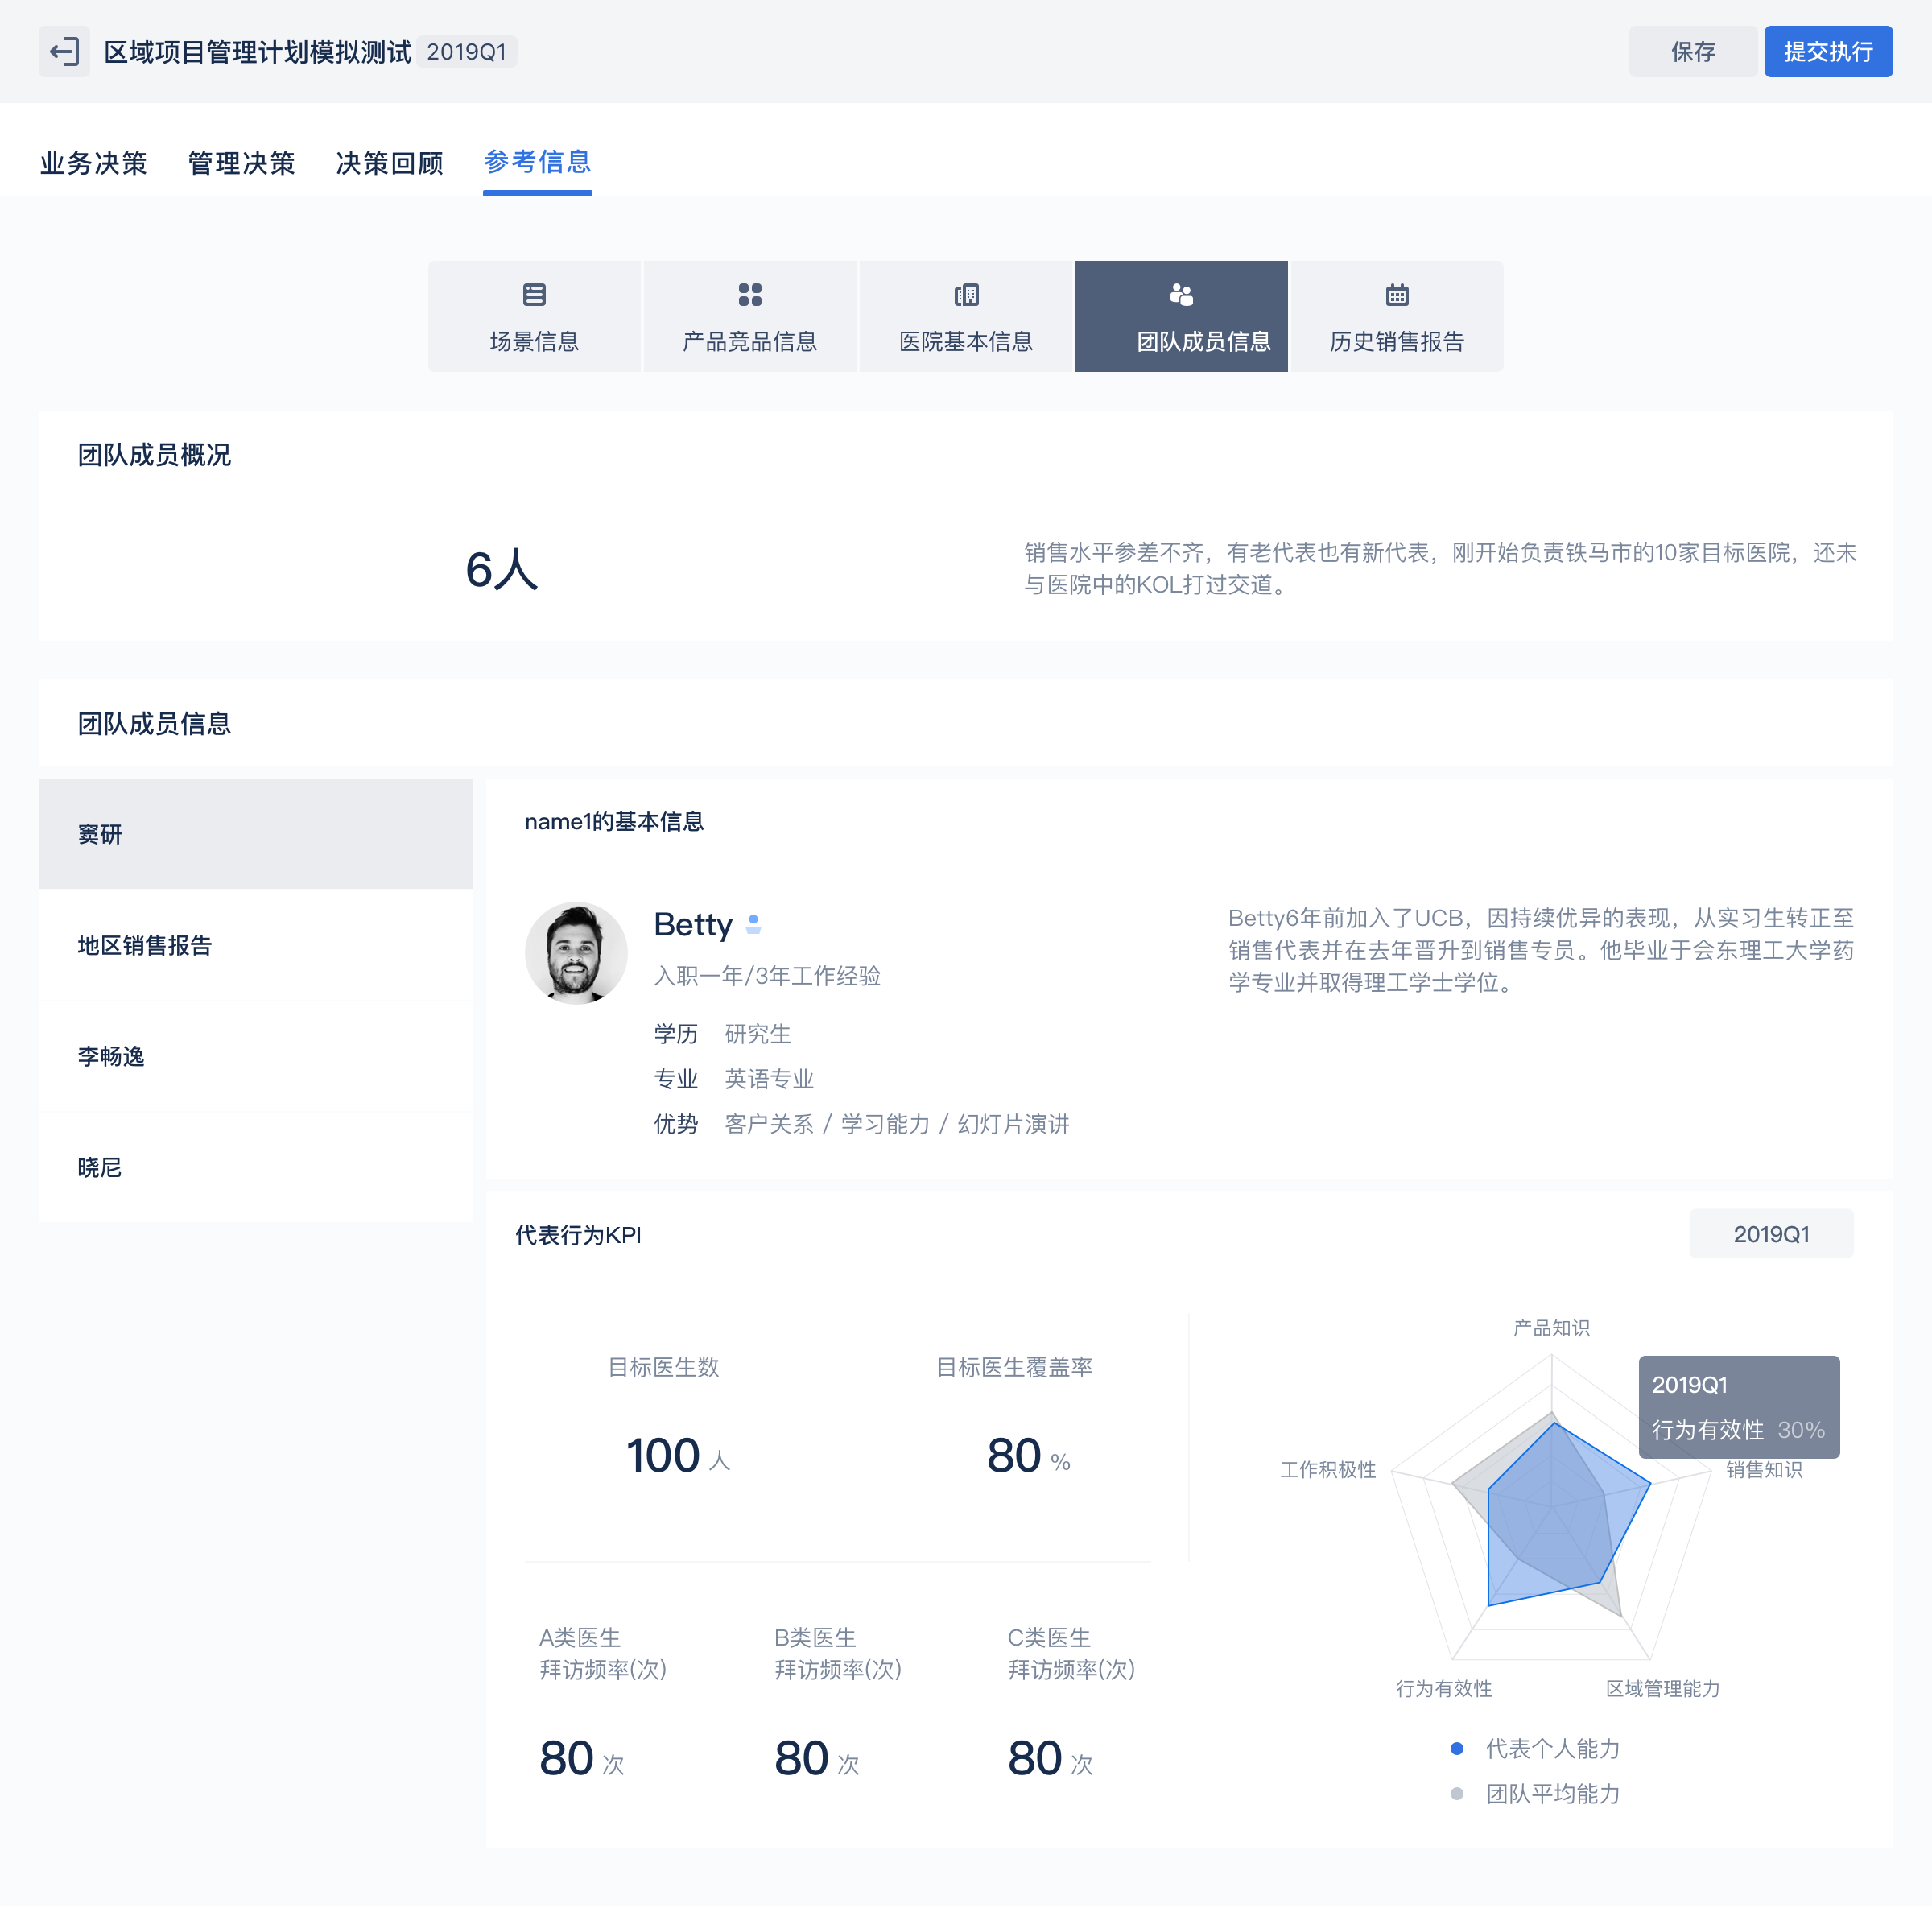 区域项目管理计划模拟测试 2019Q1
保存
提交执行
业务决策 管理决策 决策回顾 参考信息
场景信息 产品竞品信息 医院基本信息 团队成员信息 历史销售报告
团队成员概况
6人
销售水平参差不齐，有老代表也有新代表，刚开始负责铁马市的10家目标医院，还未
与医院中的KOL打过交道。
团队成员信息
窦研
地区销售报告
李畅逸
晓尼
name1的基本信息
Betty
入职一年/3年工作经验
学历 研究生
专业 英语专业
优势 客户关系 / 学习能力 / 幻灯片演讲
Betty6年前加入了UCB，因持续优异的表现，从实习生转正至
销售代表并在去年晋升到销售专员。他毕业于会东理工大学药
学专业并取得理工学士学位。
代表行为KPI
2019Q1
目标医生数
100 人
目标医生覆盖率
80 %
A类医生
拜访频率(次)
80 次
B类医生
拜访频率(次)
80 次
C类医生
拜访频率(次)
80 次
产品知识
2019Q1
行为有效性 30%
工作积极性
销售知识
行为有效性
区域管理能力
代表个人能力
团队平均能力